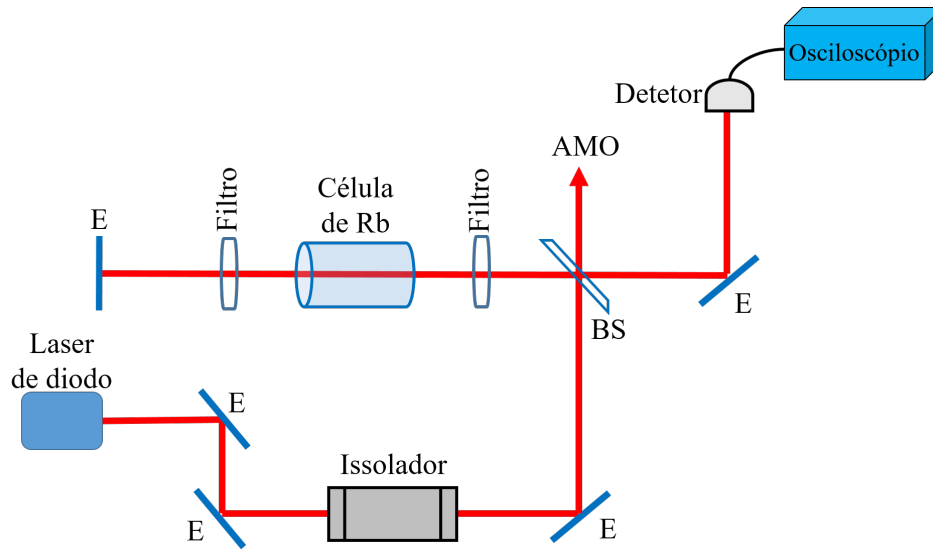 Osciloscópio
Detetor
AMO
Filtro
Célula
de Rb
Filtro
E
E
BS
Laser
de diodo
E
Issolador
E
E